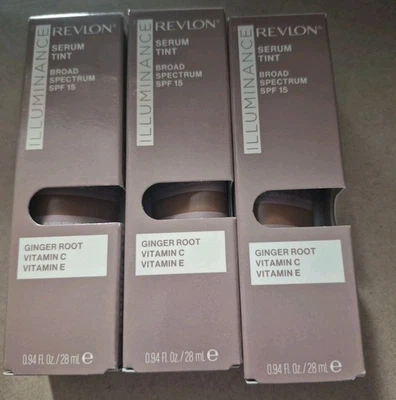 ILLUMINANCE
REVLON®
SERUM
TINT
BROAD
SPECTRUM
SPF 15
GINGER ROOT
VITAMIN C
VITAMIN E
0.94 Fl. Oz./28 mL ℮
ILLUMINANCE
REVLON®
SERUM
TINT
BROAD
SPECTRUM
SPF 15
GINGER ROOT
VITAMIN C
VITAMIN E
0.94 Fl. Oz./28 mL ℮
ILLUMINANCE
REVLON®
SERUM
TINT
BROAD
SPECTRUM
SPF 15
GINGER ROOT
VITAMIN C
VITAMIN E
0.94 Fl. Oz./28 mL ℮